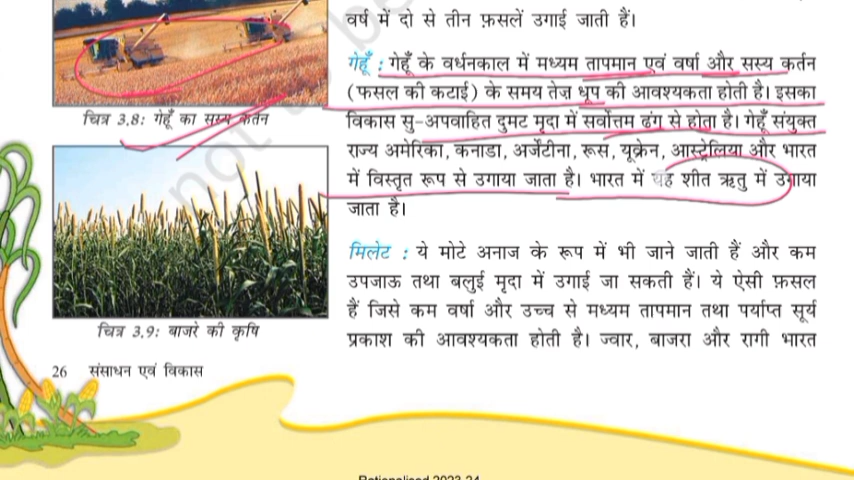 वर्ष में दो से तीन फ़सलें उगाई जाती हैं।
गेहूँ : गेहूँ के वर्धनकाल में मध्यम तापमान एवं वर्षा और सस्य कर्तन
(फसल की कटाई) के समय तेज़ धूप की आवश्यकता होती है। इसका
विकास सु-अपवाहित दुमट मृदा में सर्वोत्तम ढंग से होता है। गेहूँ संयुक्त
राज्य अमेरिका, कनाडा, अर्जेंटीना, रूस, यूक्रेन, आस्ट्रेलिया और भारत
में विस्तृत रूप से उगाया जाता है। भारत में यह शीत ऋतु में उगाया
जाता है।
चित्र 3.8: गेहूँ का सस्य कर्तन
मिलेट : ये मोटे अनाज के रूप में भी जाने जाती हैं और कम
उपजाऊ तथा बलुई मृदा में उगाई जा सकती हैं। ये ऐसी फ़सल
हैं जिसे कम वर्षा और उच्च से मध्यम तापमान तथा पर्याप्त सूर्य
प्रकाश की आवश्यकता होती है। ज्वार, बाजरा और रागी भारत
चित्र 3.9: बाजरे की कृषि
26 संसाधन एवं विकास
not to be